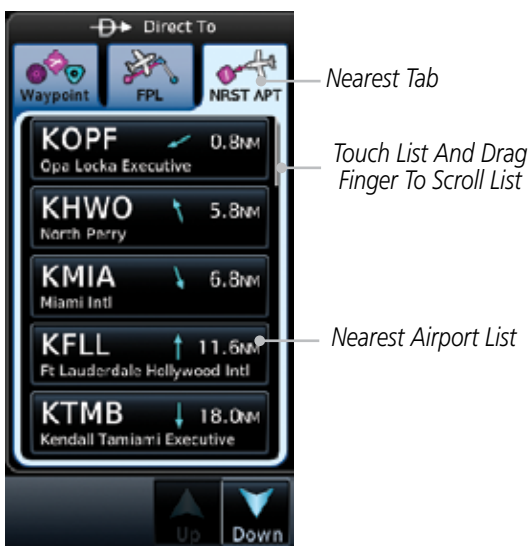 Direct To
Waypoint
FPL
NRST APT
Nearest Tab
KOPF 0.8NM
Opa Locka Executive
Touch List And Drag
Finger To Scroll List
KHWO 5.8NM
North Perry
KMIA 6.8NM
Miami Intl
KFLL 11.6NM
Nearest Airport List
Ft Lauderdale Hollywood Intl
KTMB 18.0NM
Kendall Tamiami Executive
Up
Down